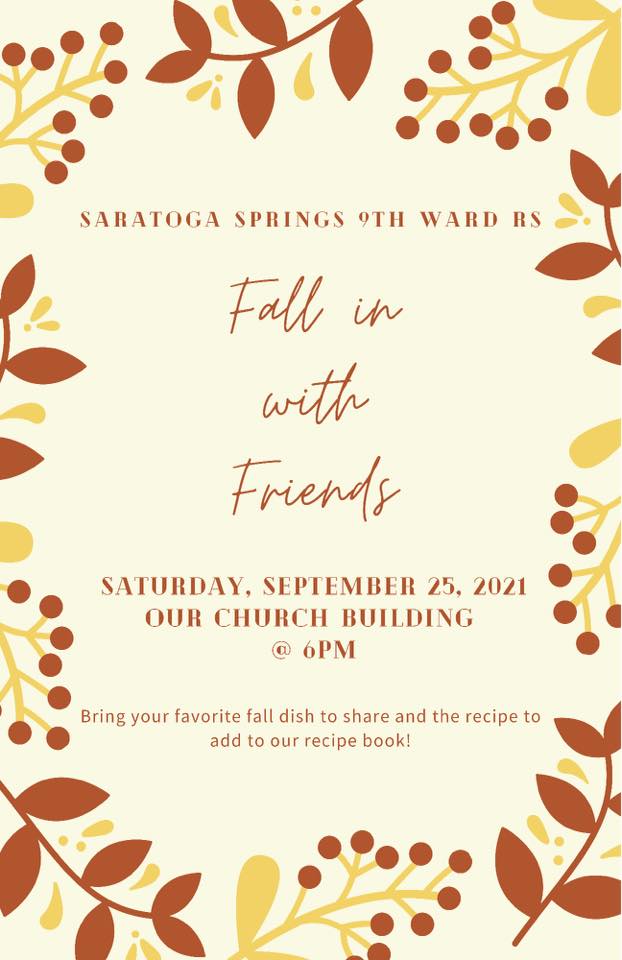 SARATOGA SPRINGS 9TH WARD RS
Fall in
with
Friends
SATURDAY, SEPTEMBER 25, 2021
OUR CHURCH BUILDING
@ 6PM
Bring your favorite fall dish to share and the recipe to
add to our recipe book!